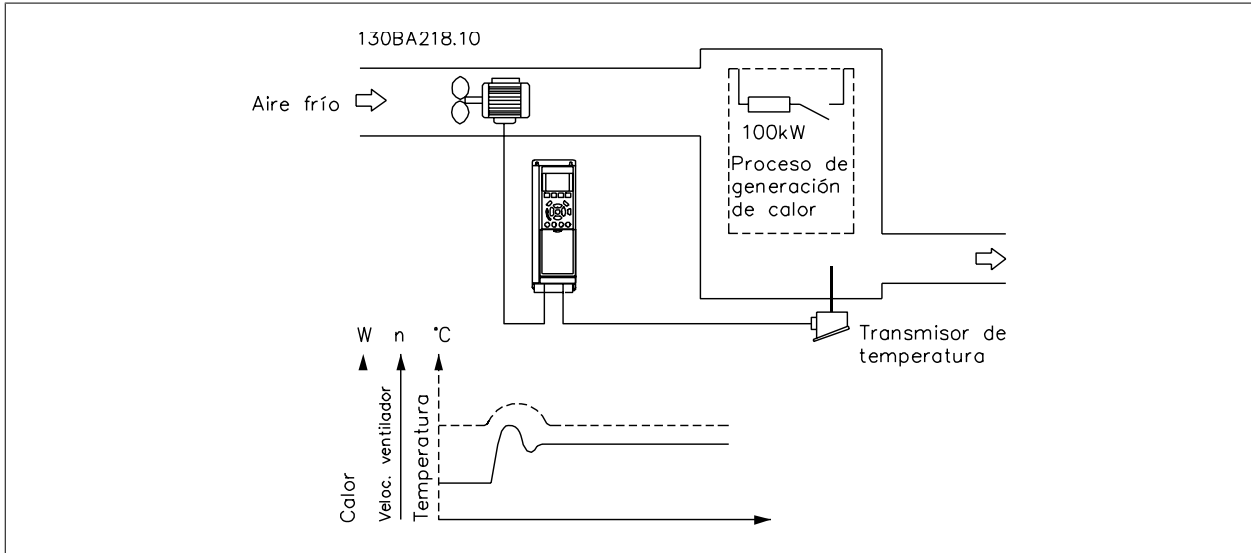 130BA218.10
Aire frío
100kW
Proceso de
generación
de calor
Transmisor de
temperatura
W n °C
Calor
Veloc. ventilador
Temperatura